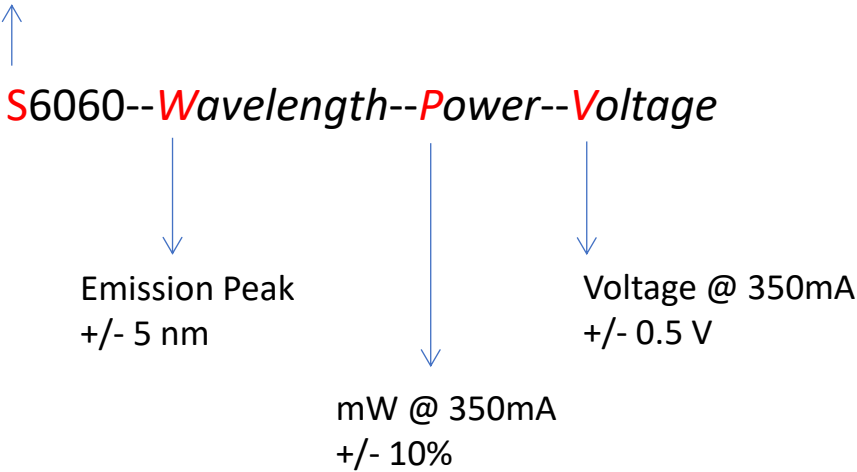 S6060--Wavelength--Power--Voltage
Emission Peak
+/- 5 nm
Voltage @ 350mA
+/- 0.5 V
mW @ 350mA
+/- 10%